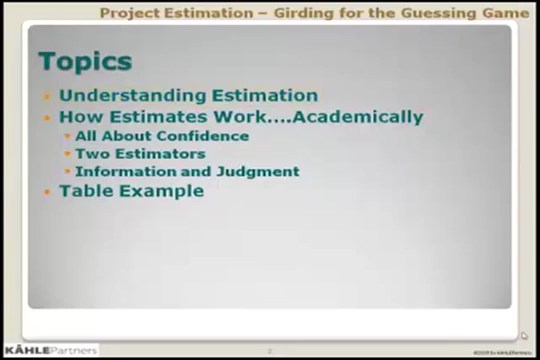 Project Estimation – Girding for the Guessing Game
Topics
Understanding Estimation
How Estimates Work....Academically
All About Confidence
Two Estimators
Information and Judgment
Table Example
KÄHLEPartners
2